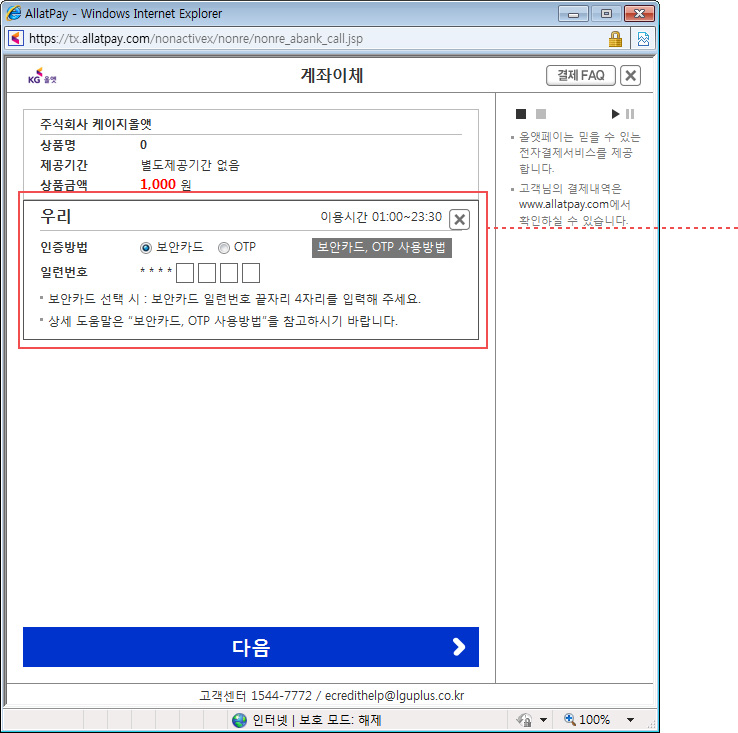 AllatPay - Windows Internet Explorer
https://tx.allatpay.com/nonactivex/nonre/nonre_abank_call.jsp
KG 올앳
계좌이체
결제 FAQ
주식회사 케이지올앳
상품명 0
제공기간 별도제공기간 없음
상품금액 1,000 원
우리 이용시간 01:00~23:30
인증방법 보안카드 OTP 보안카드, OTP 사용방법
일련번호 * * * *
보안카드 선택 시 : 보안카드 일련번호 끝자리 4자리를 입력해 주세요.
상세 도움말은 "보안카드, OTP 사용방법"을 참고하시기 바랍니다.
올앳페이는 믿을 수 있는
전자결제서비스를 제공
합니다.
고객님의 결제내역은
www.allatpay.com에서
확인하실 수 있습니다.
다음
고객센터 1544-7772 / ecredithelp@lguplus.co.kr
인터넷 | 보호 모드: 해제
100%